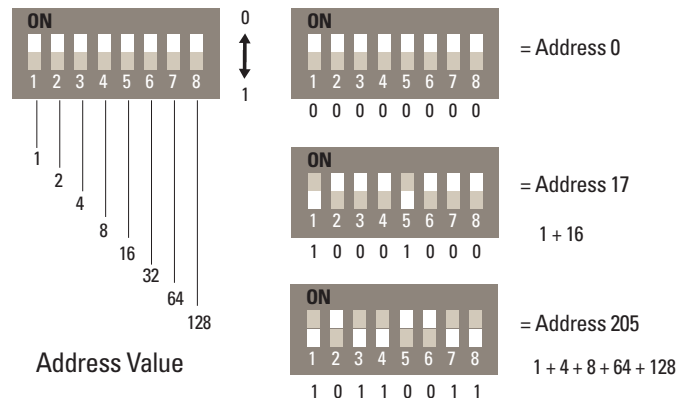 ON
1 2 3 4 5 6 7 8
0
1
1
2
4
8
16
32
64
128
Address Value
ON
1 2 3 4 5 6 7 8
0 0 0 0 0 0 0 0
= Address 0
ON
1 2 3 4 5 6 7 8
1 0 0 0 1 0 0 0
= Address 17
1 + 16
ON
1 2 3 4 5 6 7 8
1 0 1 1 0 0 1 1
= Address 205
1 + 4 + 8 + 64 + 128